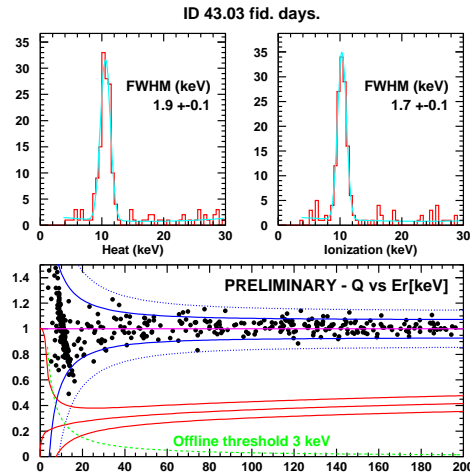 ID 43.03 fid. days.
35
30
25
20
15
10
5
0
0 10 20 30
Heat (keV)
FWHM (keV)
1.9 +-0.1
35
30
25
20
15
10
5
0
0 10 20 30
Ionization (keV)
FWHM (keV)
1.7 +-0.1
1.4
1.2
1
0.8
0.6
0.4
0.2
0
PRELIMINARY - Q vs Er[keV]
Offline threshold 3 keV
20 40 60 80 100 120 140 160 180 200